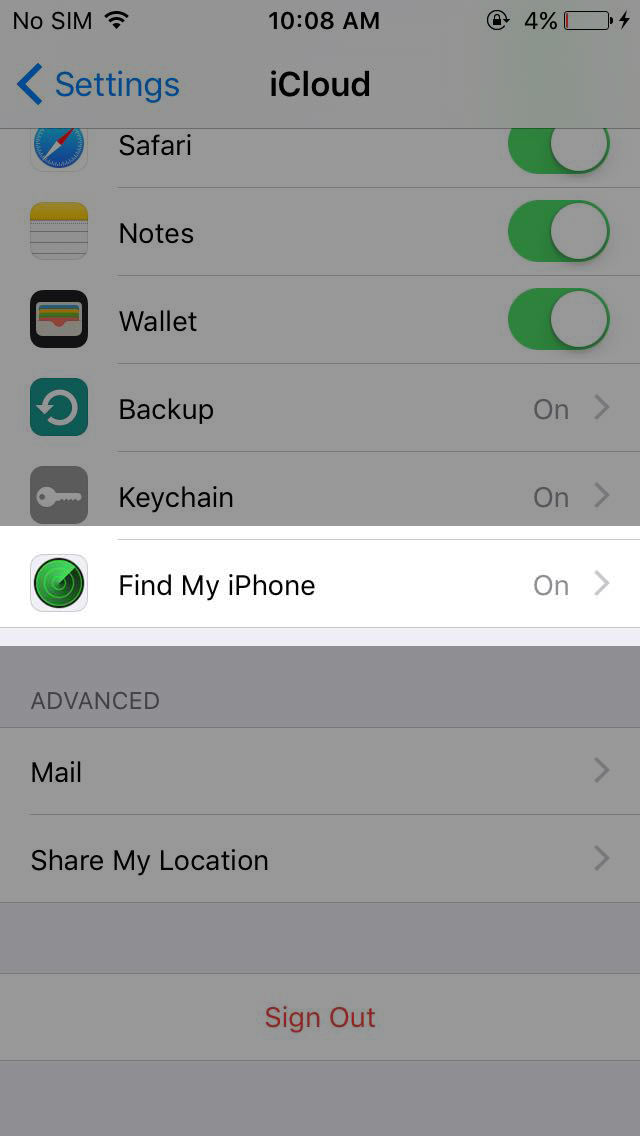 No SIM 10:08 AM 4%
Settings iCloud
Safari
Notes
Wallet
Backup On
Keychain On
Find My iPhone On
ADVANCED
Mail
Share My Location
Sign Out